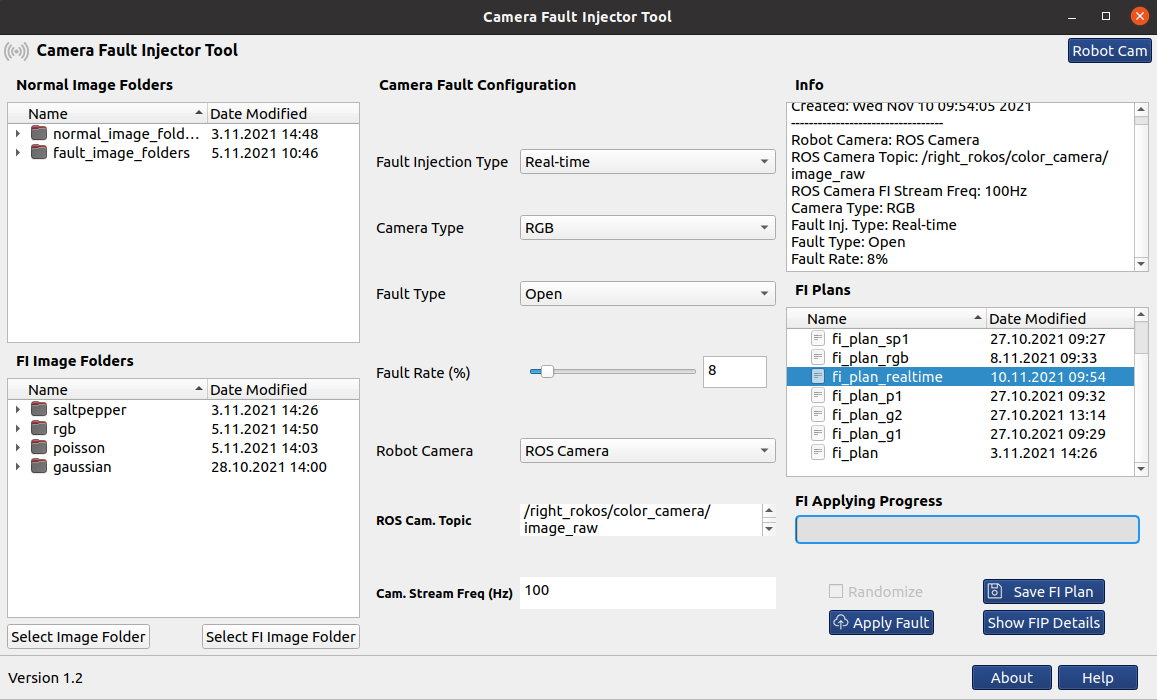 Camera Fault Injector Tool
Camera Fault Injector Tool
Robot Cam
Normal Image Folders
Name Date Modified
normal_image_fold... 3.11.2021 14:48
fault_image_folders 5.11.2021 10:46
FI Image Folders
Name Date Modified
saltpepper 3.11.2021 14:26
rgb 5.11.2021 14:50
poisson 5.11.2021 14:03
gaussian 28.10.2021 14:00
Select Image Folder
Select FI Image Folder
Camera Fault Configuration
Fault Injection Type Real-time
Camera Type RGB
Fault Type Open
Fault Rate (%) 8
Robot Camera ROS Camera
ROS Cam. Topic /right_rokos/color_camera/
image_raw
Cam. Stream Freq (Hz) 100
Info
Created: Wed Nov 10 09:54:05 2021
----------------------------------
Robot Camera: ROS Camera
ROS Camera Topic: /right_rokos/color_camera/
image_raw
ROS Camera FI Stream Freq: 100Hz
Camera Type: RGB
Fault Inj. Type: Real-time
Fault Type: Open
Fault Rate: 8%
FI Plans
Name Date Modified
fi_plan_sp1 27.10.2021 09:27
fi_plan_rgb 8.11.2021 09:33
fi_plan_realtime 10.11.2021 09:54
fi_plan_p1 27.10.2021 09:32
fi_plan_g2 27.10.2021 13:14
fi_plan_g1 27.10.2021 09:29
fi_plan 3.11.2021 14:26
FI Applying Progress
Randomize
Save FI Plan
Apply Fault
Show FIP Details
Version 1.2
About
Help